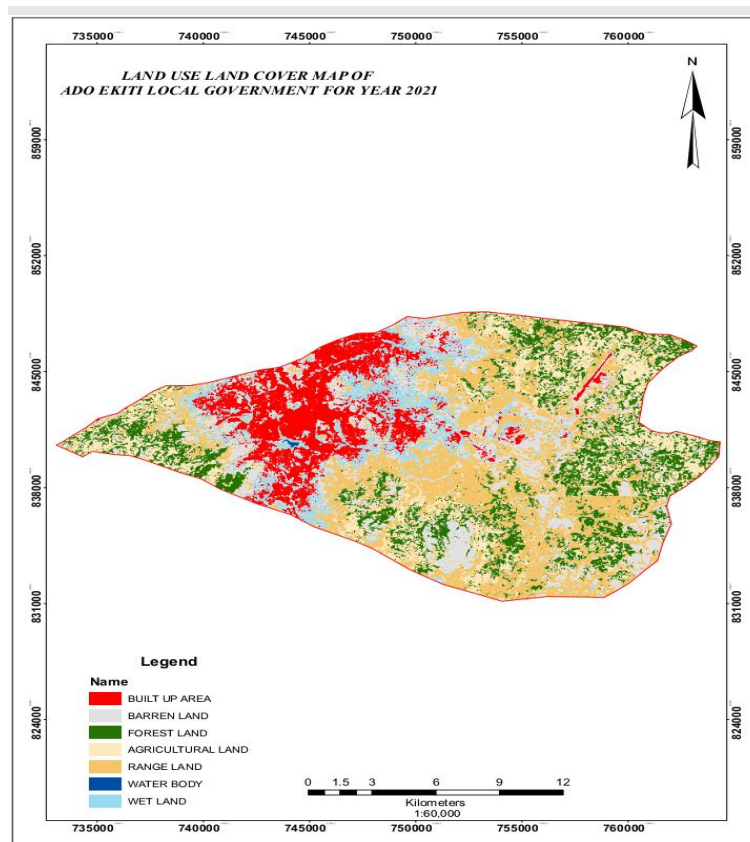 735000 740000 745000 750000 755000 760000
LAND USE LAND COVER MAP OF
ADO EKITI LOCAL GOVERNMENT FOR YEAR 2021
N
859000 859000
852000 852000
845000 845000
838000 838000
831000 831000
824000 824000
Legend
Name
BUILT UP AREA
BARREN LAND
FOREST LAND
AGRICULTURAL LAND
RANGE LAND
WATER BODY
WET LAND
0 1.5 3 6 9 12
Kilometers
1:60,000
735000 740000 745000 750000 755000 760000